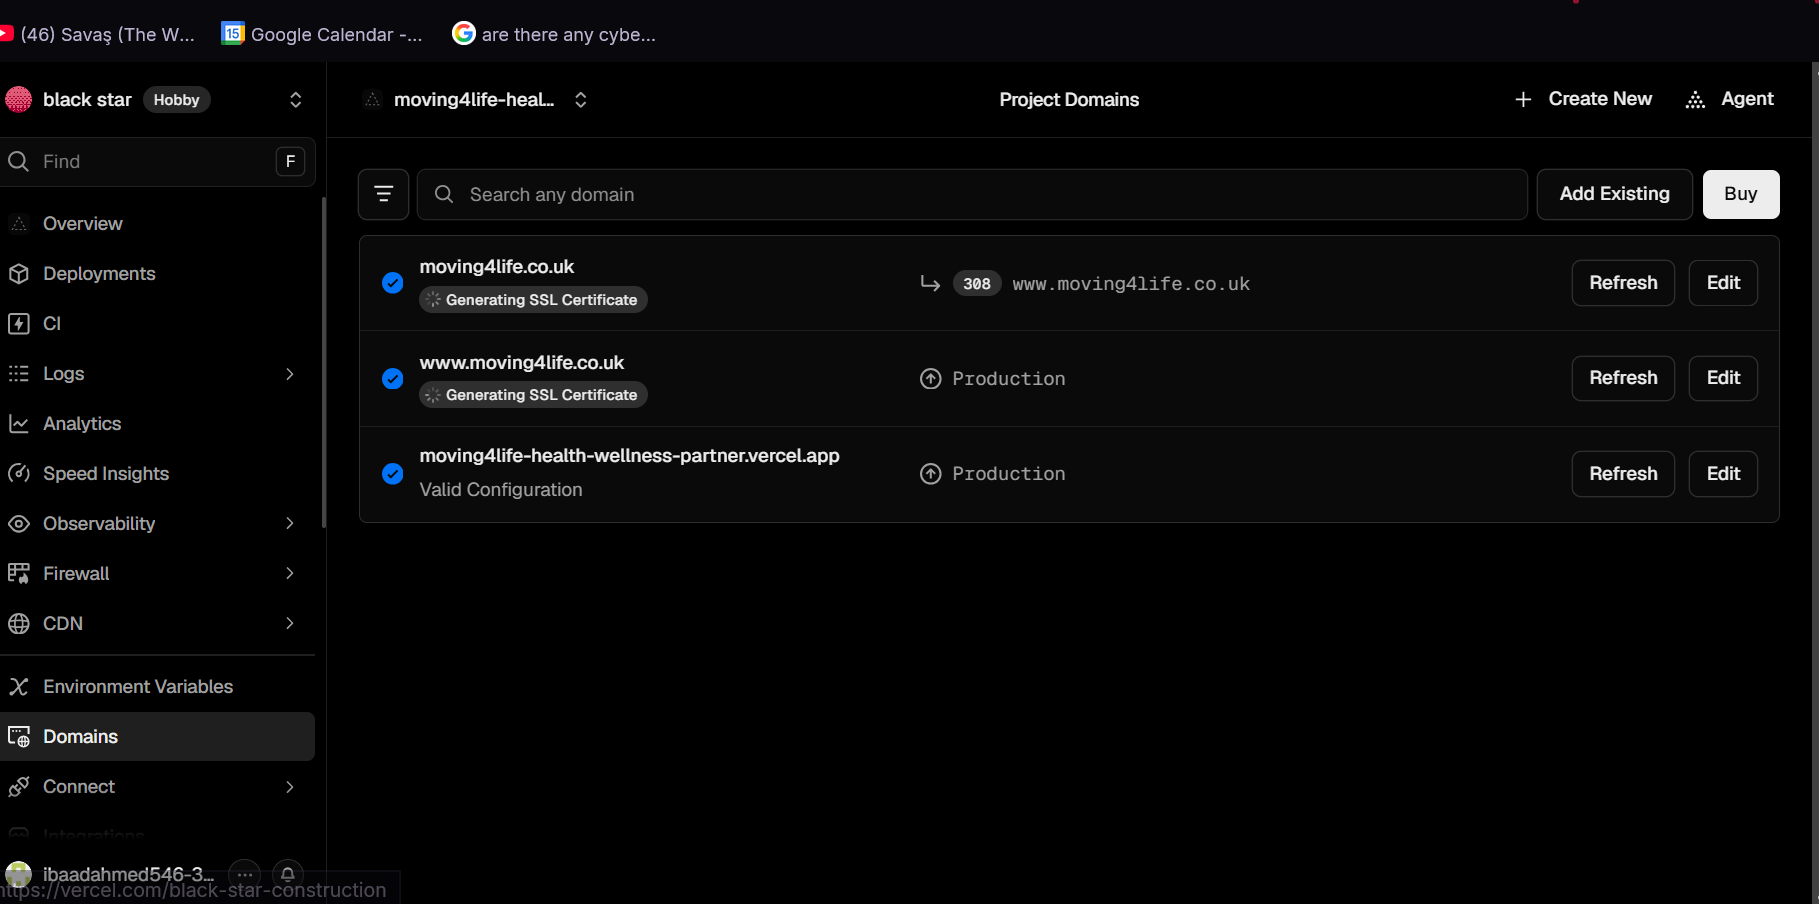 (46) Savaş (The W...
15 Google Calendar -...
are there any cybe...
black star Hobby
moving4life-heal...
Project Domains
Create New
Agent
Find F
Search any domain
Add Existing
Buy
Overview
Deployments
CI
Logs
Analytics
Speed Insights
Observability
Firewall
CDN
Environment Variables
Domains
Connect
Integrations
ibaadahmed546-3...
https://vercel.com/black-star-construction
moving4life.co.uk
Generating SSL Certificate
308 www.moving4life.co.uk
Refresh Edit
www.moving4life.co.uk
Generating SSL Certificate
Production
Refresh Edit
moving4life-health-wellness-partner.vercel.app
Valid Configuration
Production
Refresh Edit